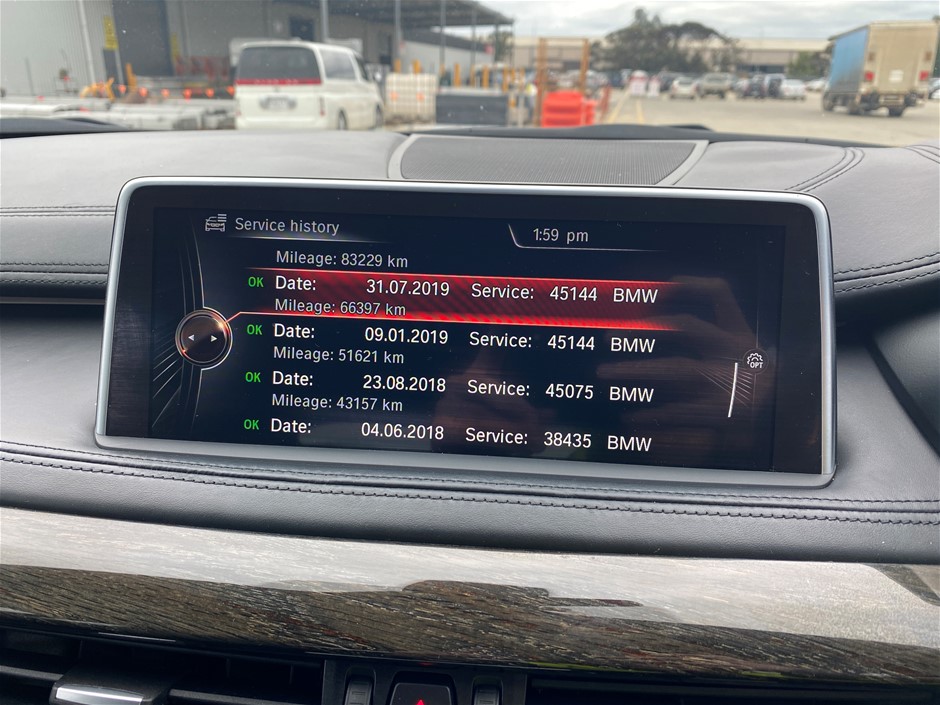 Service history
1:59 pm
Mileage: 83229 km
OK Date: 31.07.2019 Service: 45144 BMW
Mileage: 66397 km
OK Date: 09.01.2019 Service: 45144 BMW
Mileage: 51621 km
OK Date: 23.08.2018 Service: 45075 BMW
OPT
Mileage: 43157 km
OK Date: 04.06.2018 Service: 38435 BMW